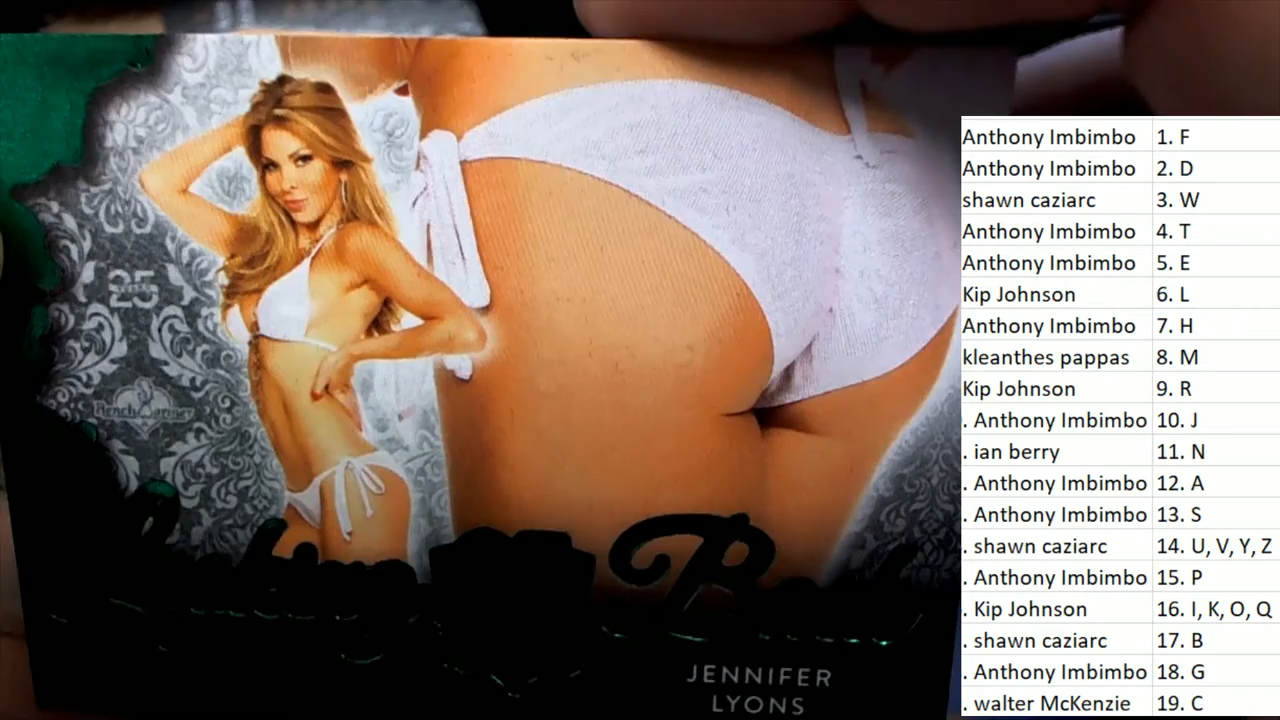 25
YEARS
BenchWarmer
JENNIFER
LYONS
Anthony Imbimbo 1. F
Anthony Imbimbo 2. D
shawn caziarc 3. W
Anthony Imbimbo 4. T
Anthony Imbimbo 5. E
Kip Johnson 6. L
Anthony Imbimbo 7. H
kleanthes pappas 8. M
Kip Johnson 9. R
. Anthony Imbimbo 10. J
. ian berry 11. N
. Anthony Imbimbo 12. A
. Anthony Imbimbo 13. S
. shawn caziarc 14. U, V, Y, Z
. Anthony Imbimbo 15. P
. Kip Johnson 16. I, K, O, Q
. shawn caziarc 17. B
. Anthony Imbimbo 18. G
. walter McKenzie 19. C